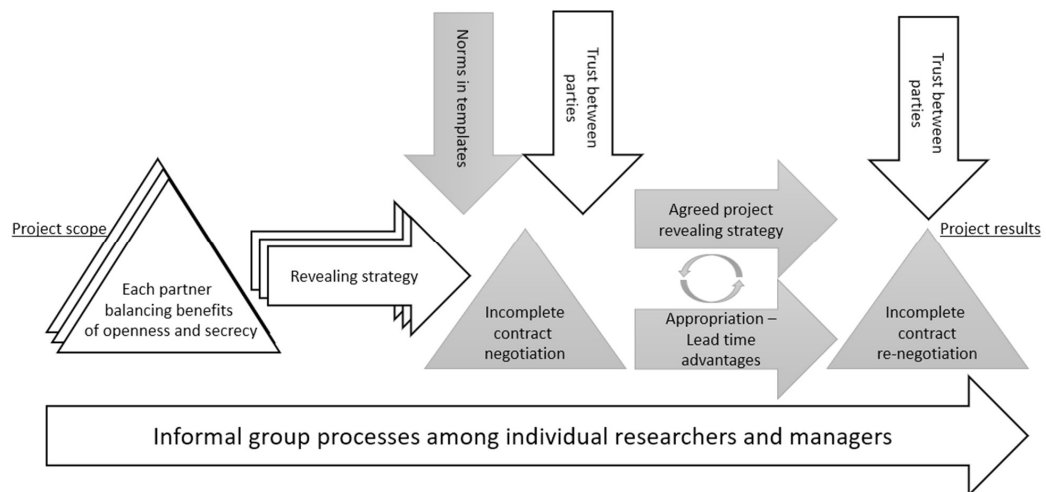 Norms in templates
Trust between
parties
Trust between
parties
Project scope
Each partner
balancing benefits
of openness and secrecy
Revealing strategy
Incomplete
contract
negotiation
Agreed project
revealing strategy
Appropriation –
Lead time
advantages
Project results
Incomplete
contract
re-negotiation
Informal group processes among individual researchers and managers